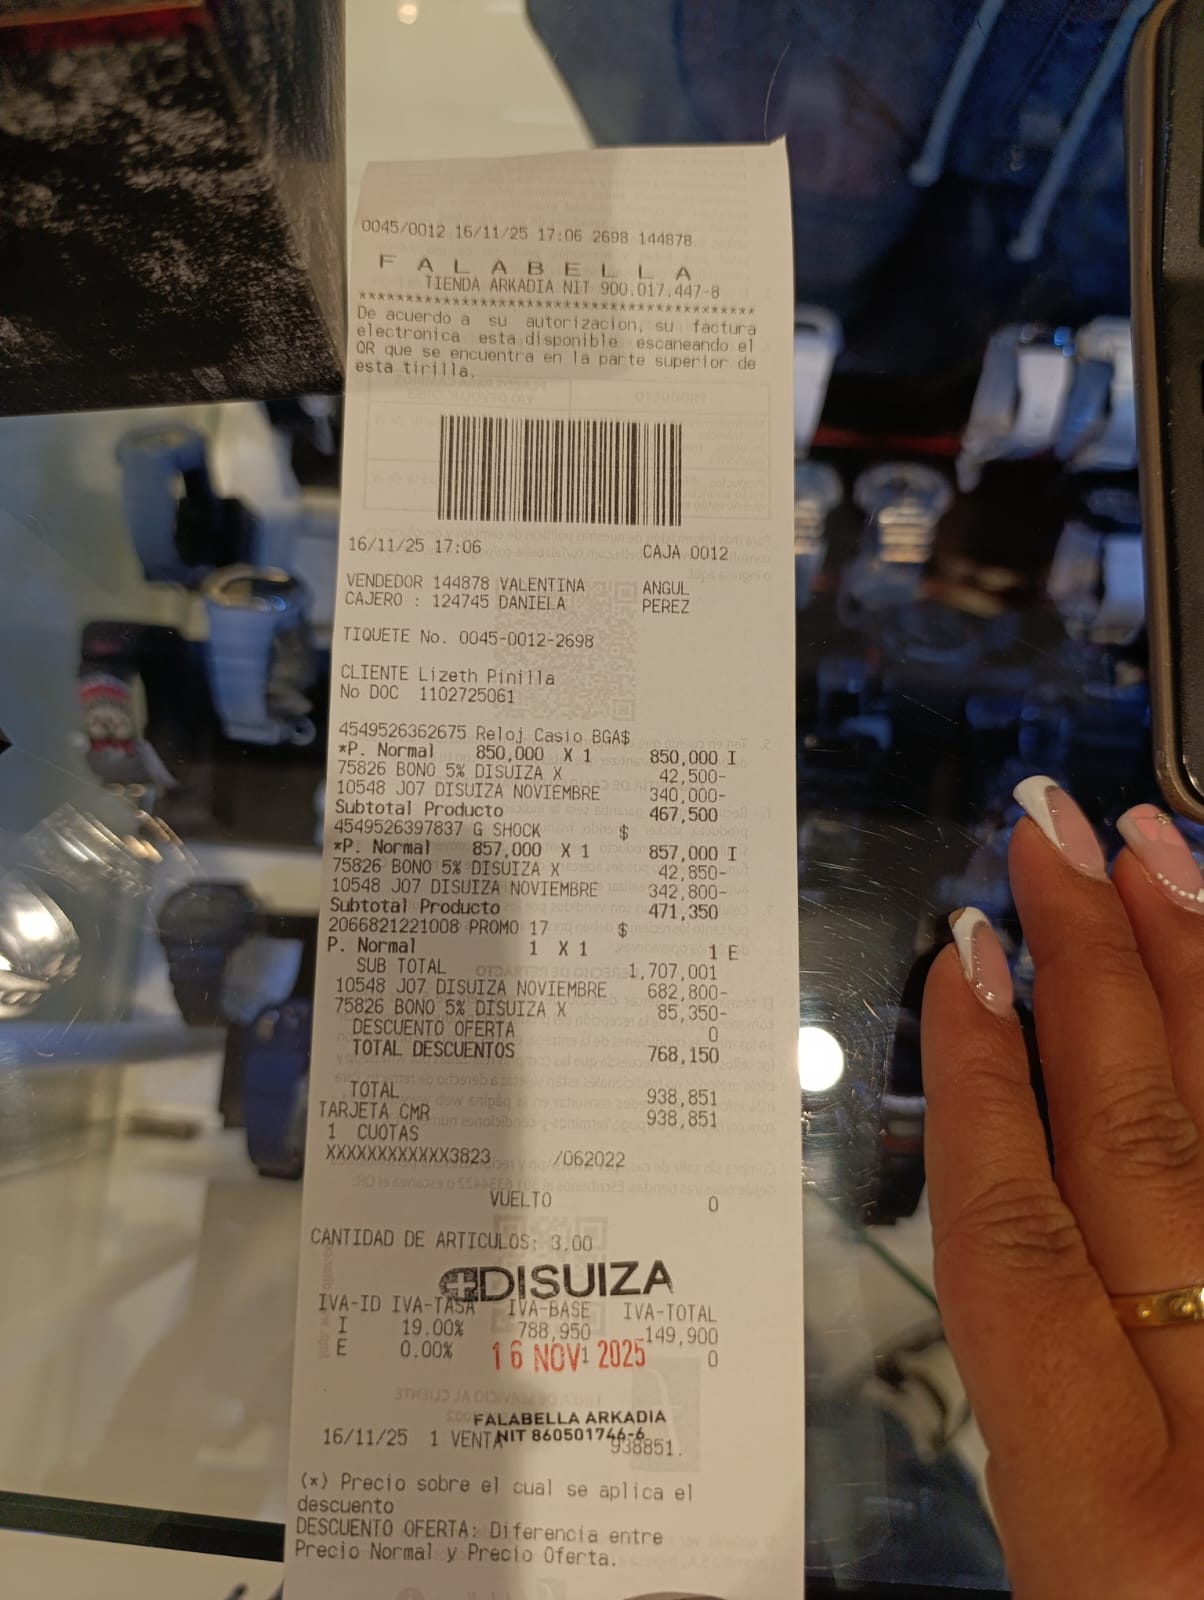 0045/0012 16/11/25 17:06 2698 144878
FALABELLA
TIENDA ARKADIA NIT 900.017.447-8
******************************************
De acuerdo a su autorizacion, su factura
electronica esta disponible escaneando el
QR que se encuentra en la parte superior de
esta tirilla.
16/11/25 17:06 CAJA 0012
VENDEDOR 144878 VALENTINA ANGUL
CAJERO : 124745 DANIELA PEREZ
TIQUETE No. 0045-0012-2698
CLIENTE Lizeth Pinilla
No DOC 1102725061
4549526362675 Reloj Casio BGA$
*P. Normal 850,000 X 1 850,000 I
75826 BONO 5% DISUIZA X 42,500-
10548 J07 DISUIZA NOVIEMBRE 340,000-
Subtotal Producto 467,500
4549526397837 G SHOCK $
*P. Normal 857,000 X 1 857,000 I
75826 BONO 5% DISUIZA X 42,850-
10548 J07 DISUIZA NOVIEMBRE 342,800-
Subtotal Producto 471,350
2066821221008 PROMO 17 $
P. Normal 1 X 1 1 E
SUB TOTAL 1,707,001
10548 J07 DISUIZA NOVIEMBRE 682,800-
75826 BONO 5% DISUIZA X 85,350-
DESCUENTO OFERTA 0
TOTAL DESCUENTOS 768,150
TOTAL 938,851
TARJETA CMR 938,851
1 CUOTAS
XXXXXXXXXXXX3823 /062022
VUELTO 0
CANTIDAD DE ARTICULOS; 3.00
DISUIZA
IVA-ID IVA-TASA IVA-BASE IVA-TOTAL
I 19.00% 788,950 149,900
E 0.00% 1 0
16 NOV 2025
FALABELLA ARKADIA
NIT 860501746-6
16/11/25 1 VENTA 938851.
(*) Precio sobre el cual se aplica el
descuento
DESCUENTO OFERTA: Diferencia entre
Precio Normal y Precio Oferta.